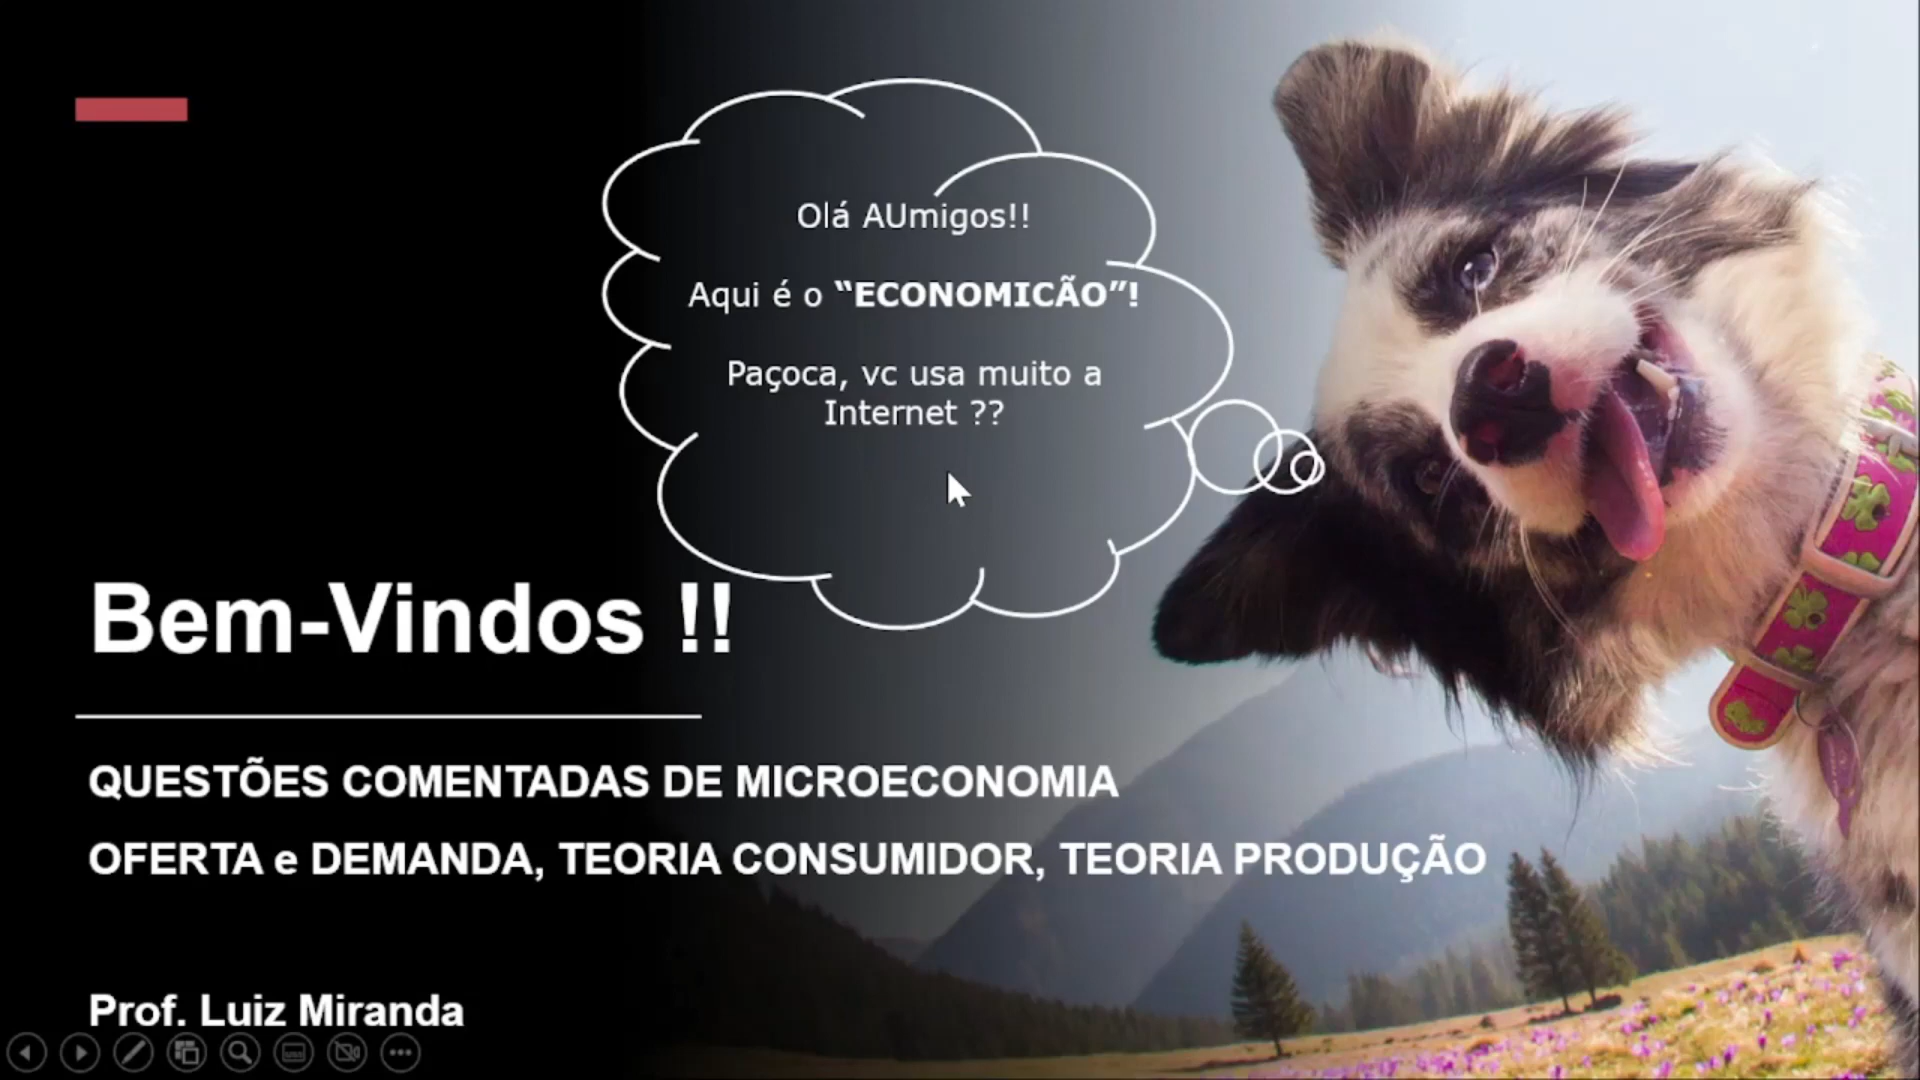 Olá AUmigos!!
Aqui é o “ECONOMICÃO”!
Paçoca, vc usa muito a
Internet ??
Bem-Vindos !!
QUESTÕES COMENTADAS DE MICROECONOMIA
OFERTA e DEMANDA, TEORIA CONSUMIDOR, TEORIA PRODUÇÃO
Prof. Luiz Miranda